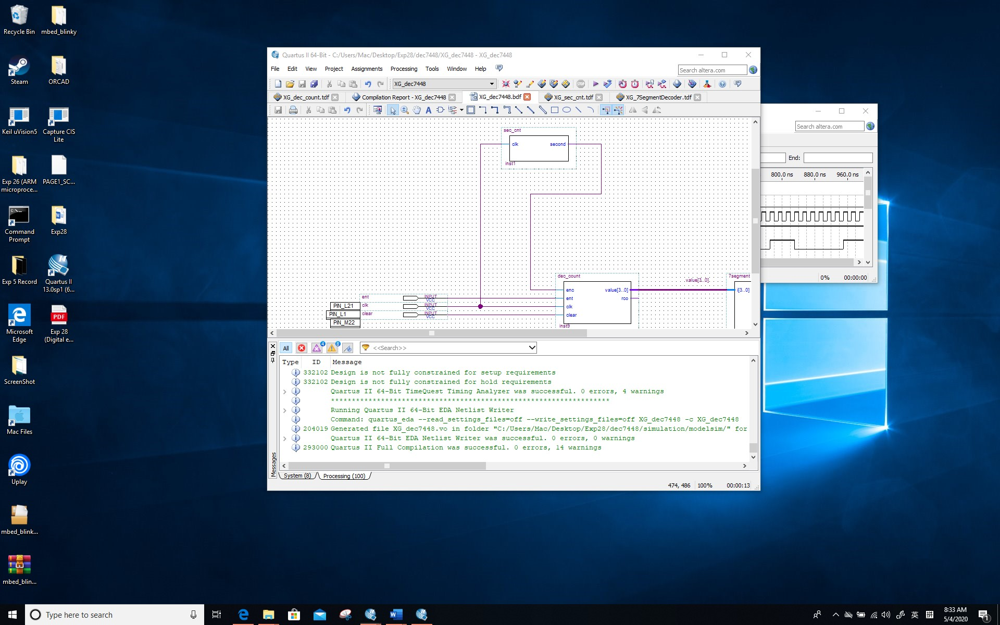 Recycle Bin
mbed_blinky
Steam
ORCAD
Keil uVision5
Capture CIS
Lite
Exp 26 (ARM
microproce...
PAGE1_SC...
Command
Prompt
Exp28
Exp 5 Record
Quartus II
13.0sp1 (6...
Microsoft
Edge
PDF
Exp 28
(Digital e...
ScreenShot
Mac Files
Uplay
mbed_blink...
mbed_blin...
Quartus II 64-Bit - C:/Users/Mac/Desktop/Exp28/dec7448/XG_dec7448 - XG_dec7448
File Edit View Project Assignments Processing Tools Window Help
Search altera.com
XG_dec7448
STOP
XG_dec_count.tdf
Compilation Report - XG_dec7448
XG_dec7448.bdf
XG_sec_cnt.tdf
XG_7SegmentDecoder.tdf
sec_cnt
clk second
inst1
dec_count
enc value[3..0]
ent rco
clk
clear
inst9
value[3..0]
7segment
i[3..0]
ent INPUT
VCC
PIN_L21 clk INPUT
VCC
PIN_L1 clear INPUT
VCC
PIN_M22
All
4
8
<<Search>>
Type ID Message
332102 Design is not fully constrained for setup requirements
332102 Design is not fully constrained for hold requirements
Quartus II 64-Bit TimeQuest Timing Analyzer was successful. 0 errors, 4 warnings
*******************************************************************
Running Quartus II 64-Bit EDA Netlist Writer
Command: quartus_eda --read_settings_files=off --write_settings_files=off XG_dec7448 -c XG_dec7448
204019 Generated file XG_dec7448.vo in folder "C:/Users/Mac/Desktop/Exp28/dec7448/simulation/modelsim/" for
Quartus II 64-Bit EDA Netlist Writer was successful. 0 errors, 0 warnings
293000 Quartus II Full Compilation was successful. 0 errors, 14 warnings
Messages
System (8)
Processing (100)
474, 486 100% 00:00:13
Search altera.com
End:
800.0 ns 880.0 ns 960.0 ns
0% 00:00:00
Type here to search
英
拼
8:33 AM
5/4/2020
1